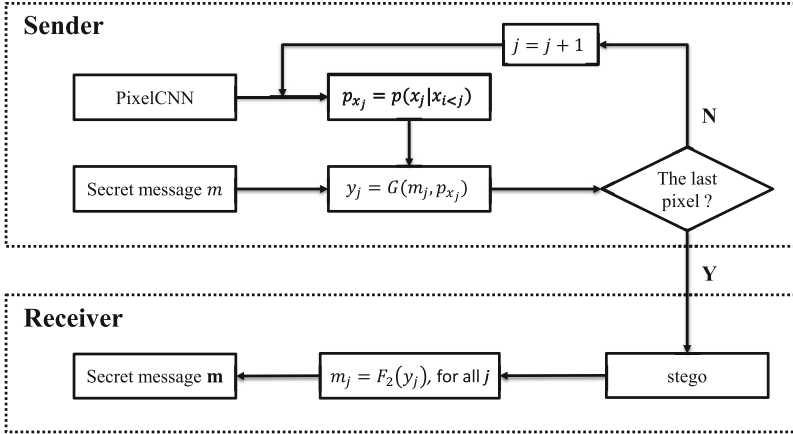 Sender
j = j + 1
PixelCNN
p_{x_j} = p(x_j|x_{i<j})
N
Secret message m
y_j = G(m_j, p_{x_j})
The last
pixel ?
Y
Receiver
Secret message m
m_j = F_2(y_j), for all j
stego